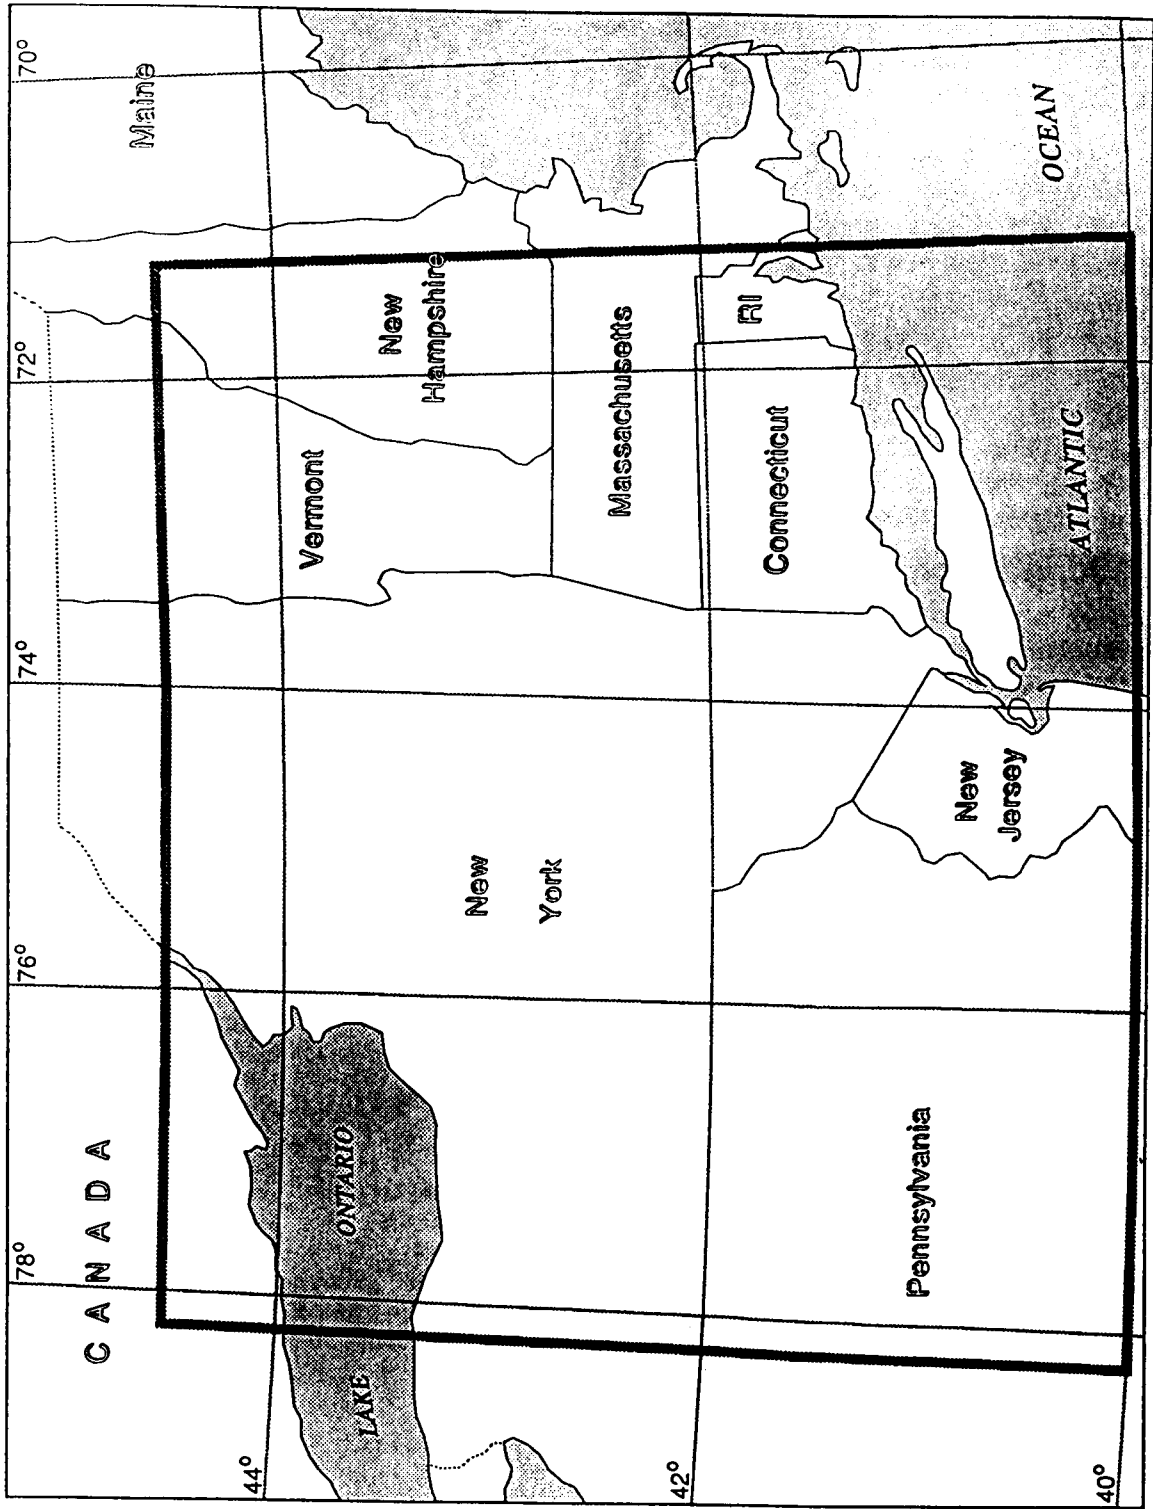 78°
76°
74°
72°
70°
C A N A D A
Maine
44°
LAKE
ONTARIO
Vermont
New
Hampshire
New
York
Massachusetts
42°
Connecticut
RI
Pennsylvania
New
Jersey
ATLANTIC
OCEAN
40°